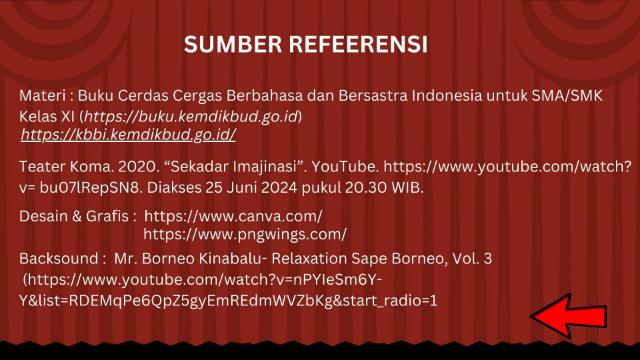 SUMBER REFEERENSI
Materi : Buku Cerdas Cergas Berbahasa dan Bersastra Indonesia untuk SMA/SMK
Kelas XI (https://buku.kemdikbud.go.id)
https://kbbi.kemdikbud.go.id/
Teater Koma. 2020. “Sekadar Imajinasi”. YouTube. https://www.youtube.com/watch?
v= bu07lRepSN8. Diakses 25 Juni 2024 pukul 20.30 WIB.
Desain & Grafis : https://www.canva.com/
https://www.pngwings.com/
Backsound : Mr. Borneo Kinabalu- Relaxation Sape Borneo, Vol. 3
(https://www.youtube.com/watch?v=nPYIeSm6Y-
Y&list=RDEMqPe6QpZ5gyEmREdmWVZbKg&start_radio=1